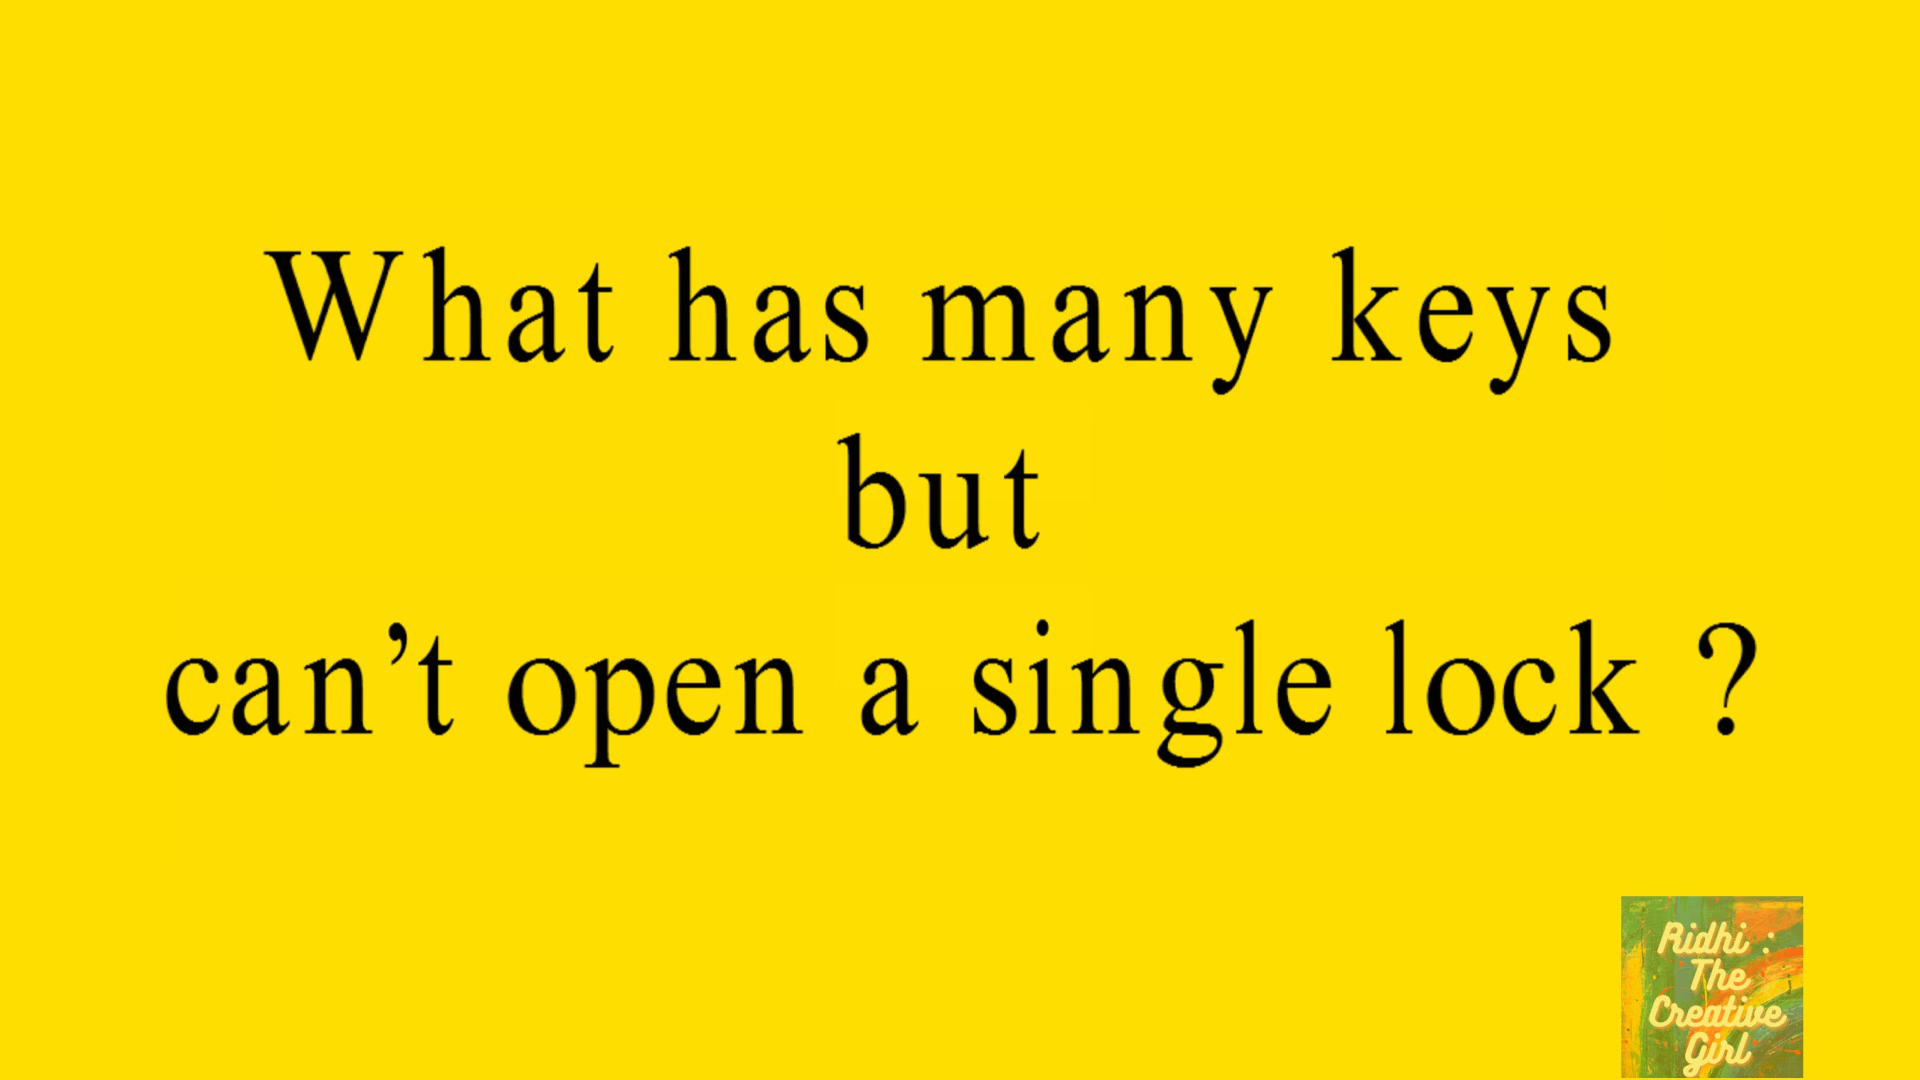 What has many keys
but
can’t open a single lock ?
Ridhi :
The
Creative
Girl